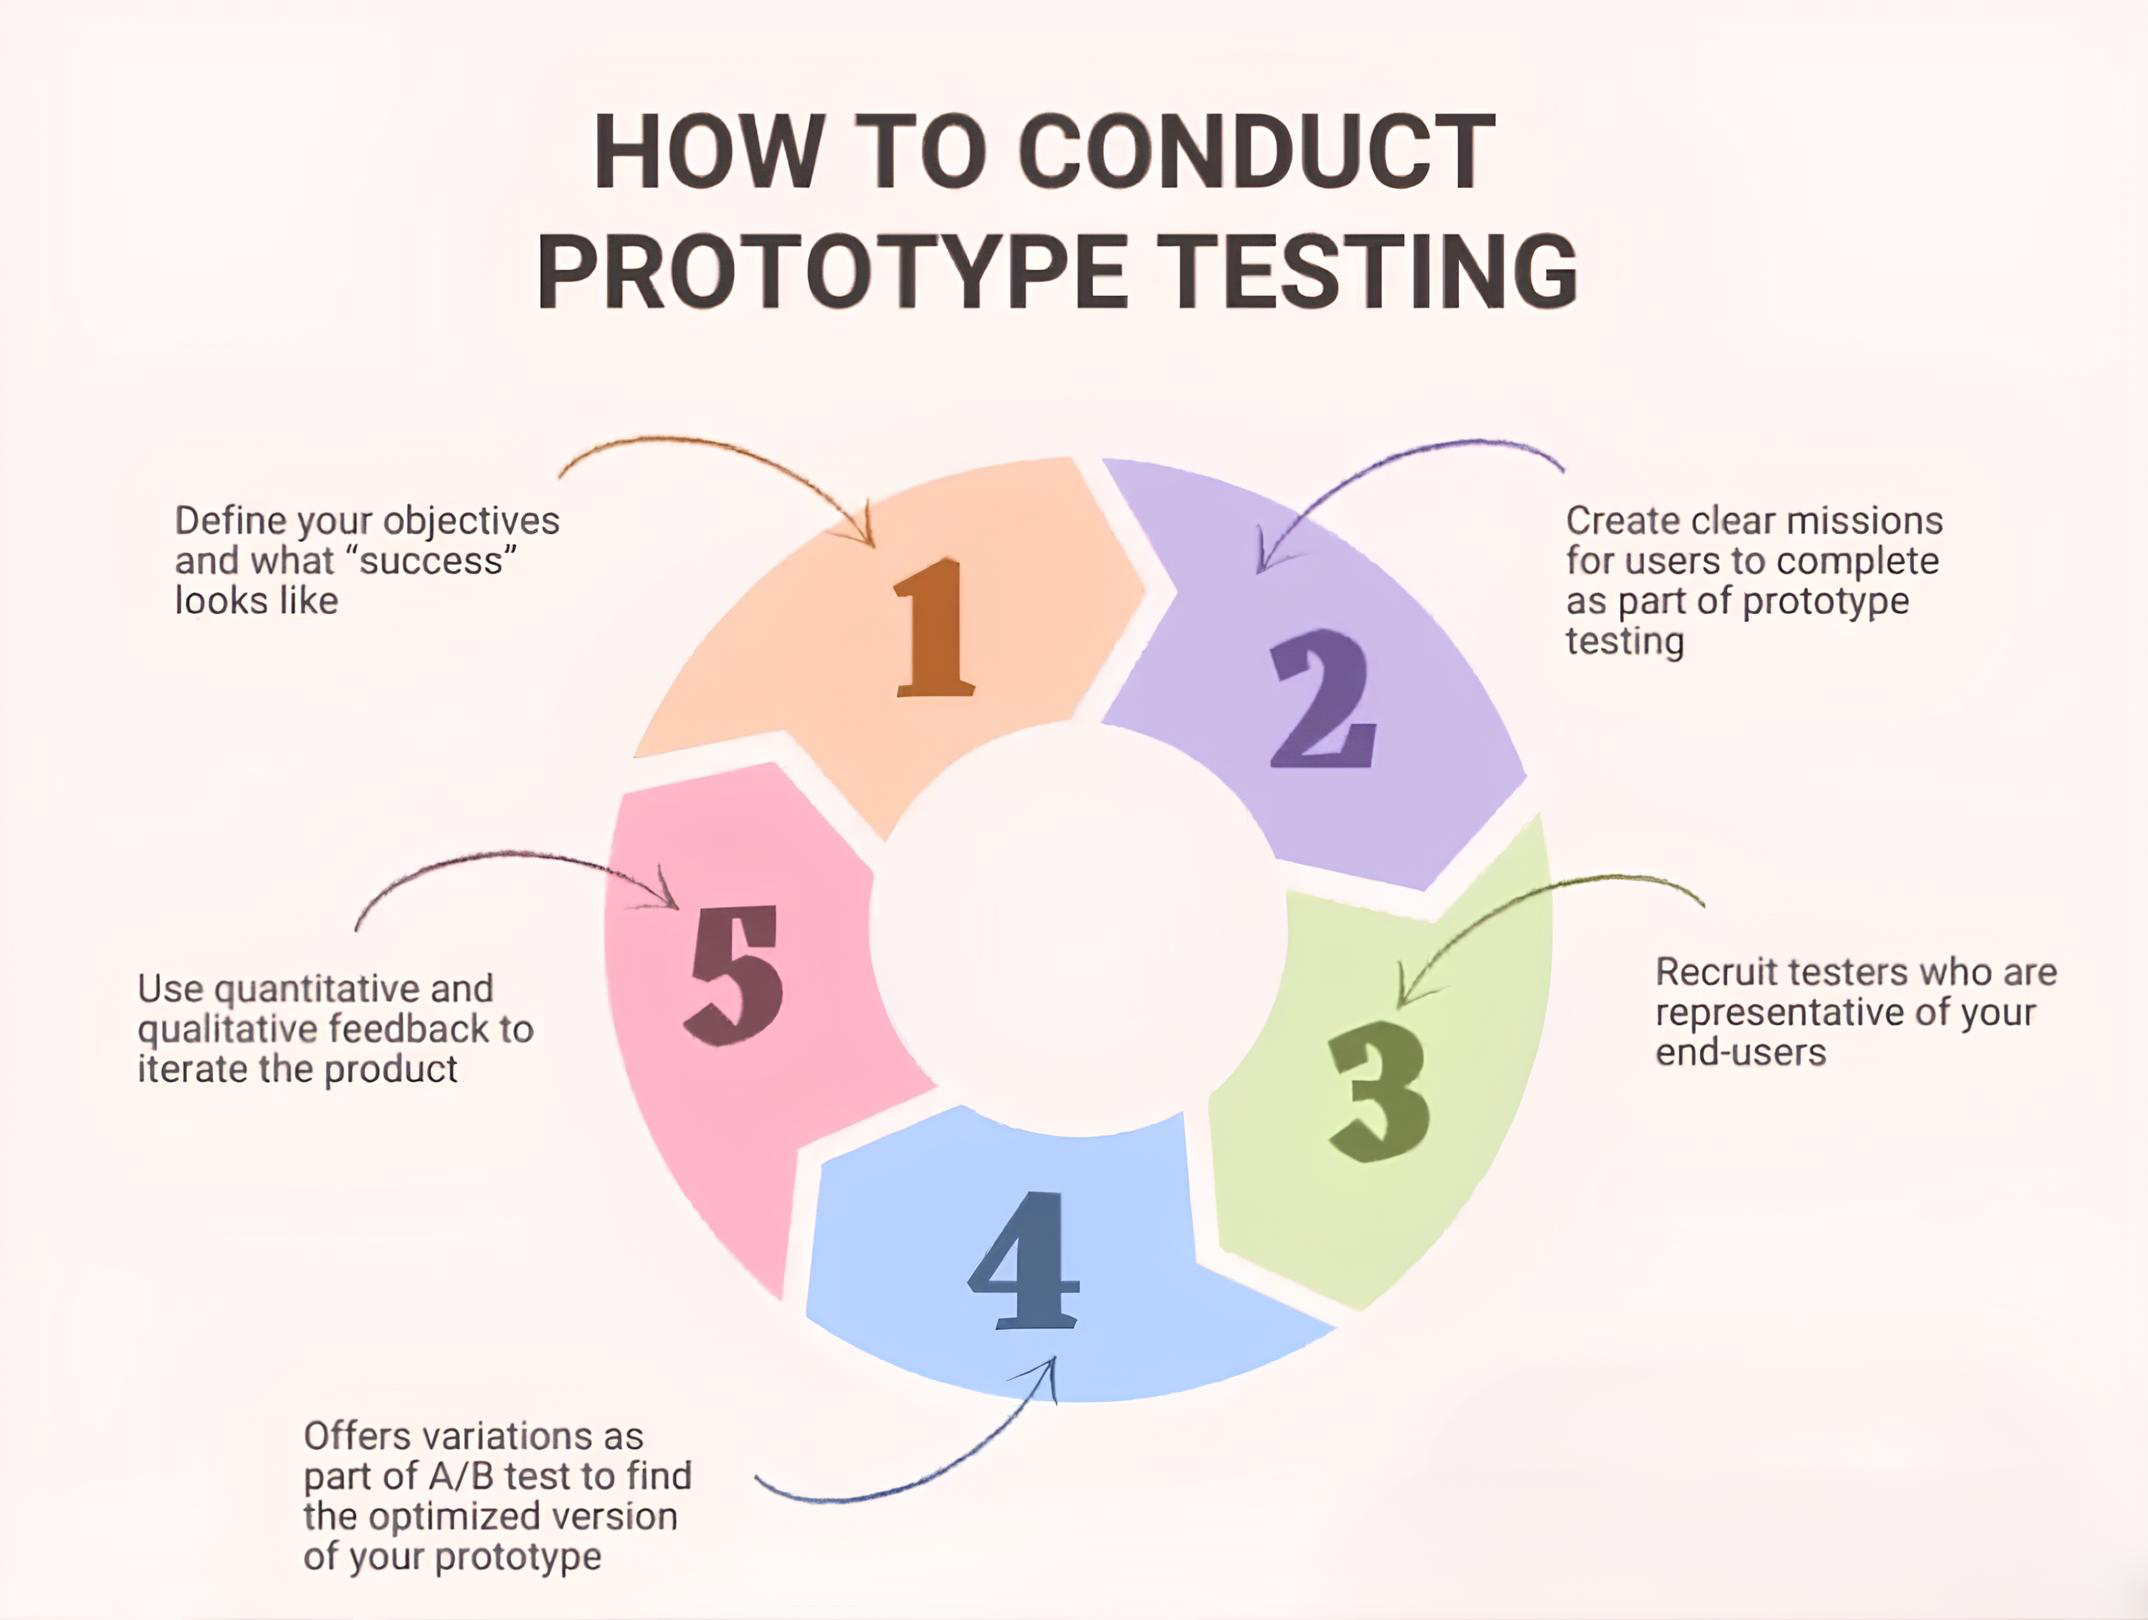 HOW TO CONDUCT
PROTOTYPE TESTING
1
Define your objectives
and what “success”
looks like
2
Create clear missions
for users to complete
as part of prototype
testing
3
Recruit testers who are
representative of your
end-users
4
Offers variations as
part of A/B test to find
the optimized version
of your prototype
5
Use quantitative and
qualitative feedback to
iterate the product